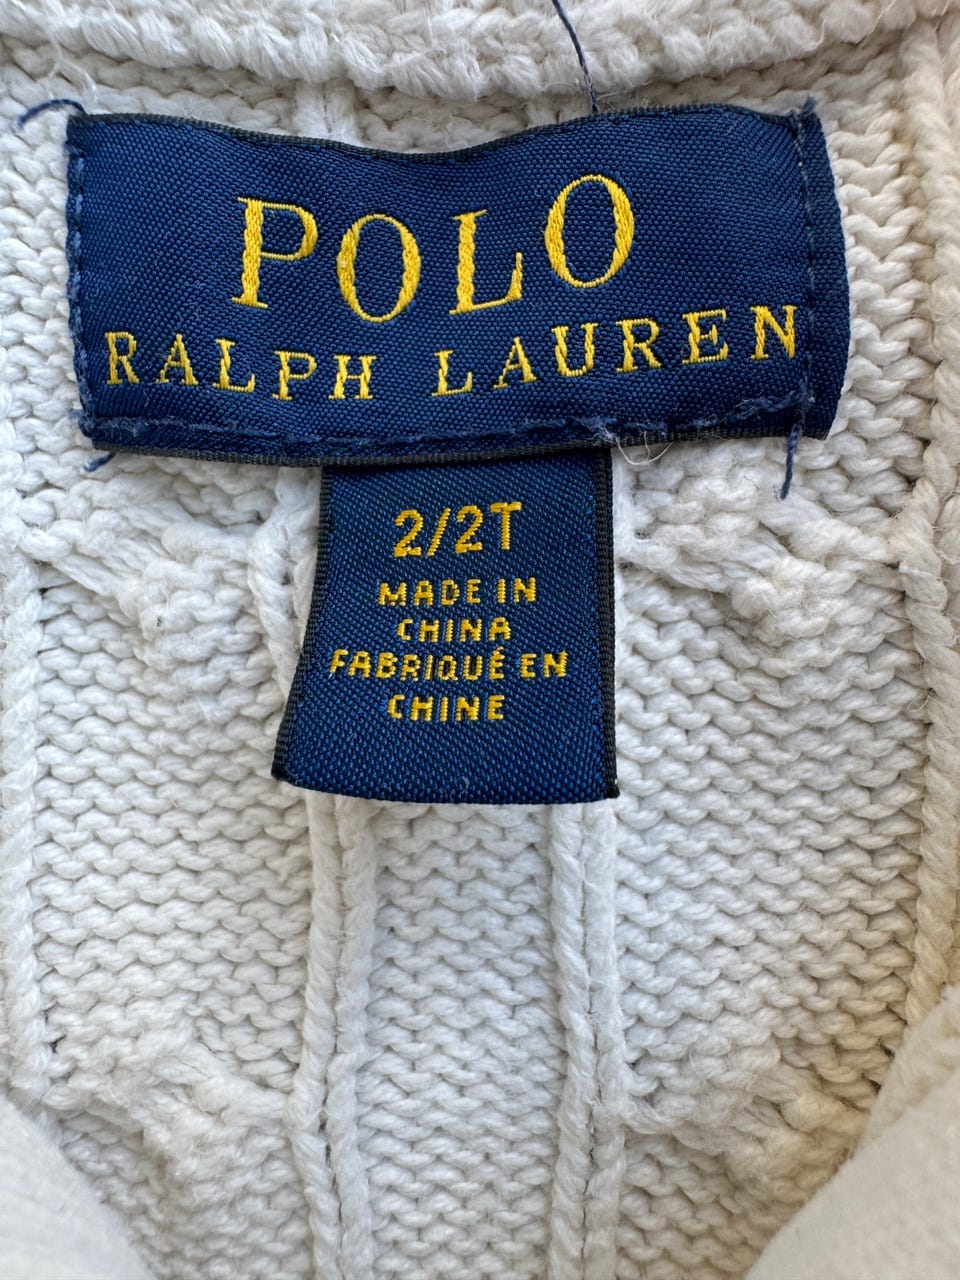 POLO
RALPH LAUREN
2/2T
MADE IN
CHINA
FABRIQUÉ EN
CHINE